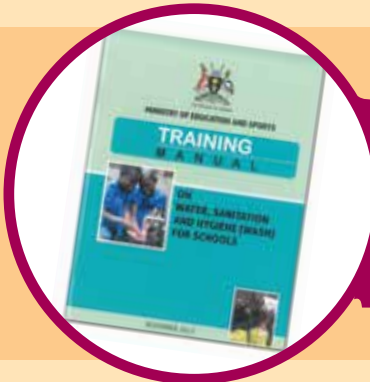 MINISTRY OF EDUCATION AND SPORTS
TRAINING
MANUAL
ON
WATER, SANITATION
AND HYGIENE (WASH)
FOR SCHOOLS